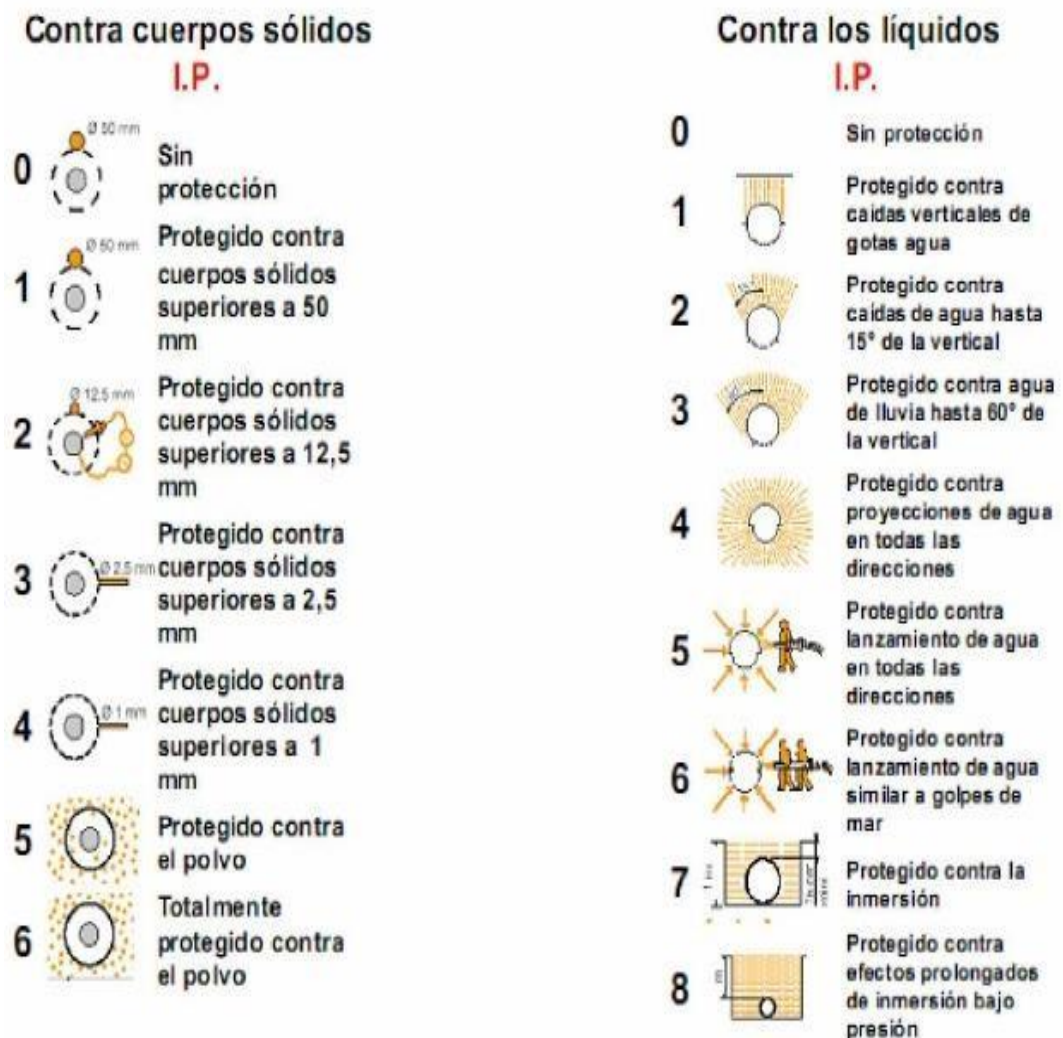 Contra cuerpos sólidos
I.P.
0
Ø 50 mm
Sin
protección
1
Ø 50 mm
Protegido contra
cuerpos sólidos
superiores a 50
mm
2
Ø 12.5 mm
Protegido contra
cuerpos sólidos
superiores a 12,5
mm
3
Ø 2.5 mm
Protegido contra
cuerpos sólidos
superiores a 2,5
mm
4
Ø 1 mm
Protegido contra
cuerpos sólidos
superiores a 1
mm
5
Protegido contra
el polvo
6
Totalmente
protegido contra
el polvo
Contra los líquidos
I.P.
0
Sin protección
1
Protegido contra
caidas verticales de
gotas agua
2
Protegido contra
caídas de agua hasta
15º de la vertical
3
Protegido contra agua
de lluvia hasta 60º de
la vertical
4
Protegido contra
proyecciones de agua
en todas las
direcciones
5
Protegido contra
lanzamiento de agua
en todas las
direcciones
6
Protegido contra
lanzamiento de agua
similar a golpes de
mar
7
Protegido contra la
inmersión
8
Protegido contra
efectos prolongados
de inmersión bajo
presión